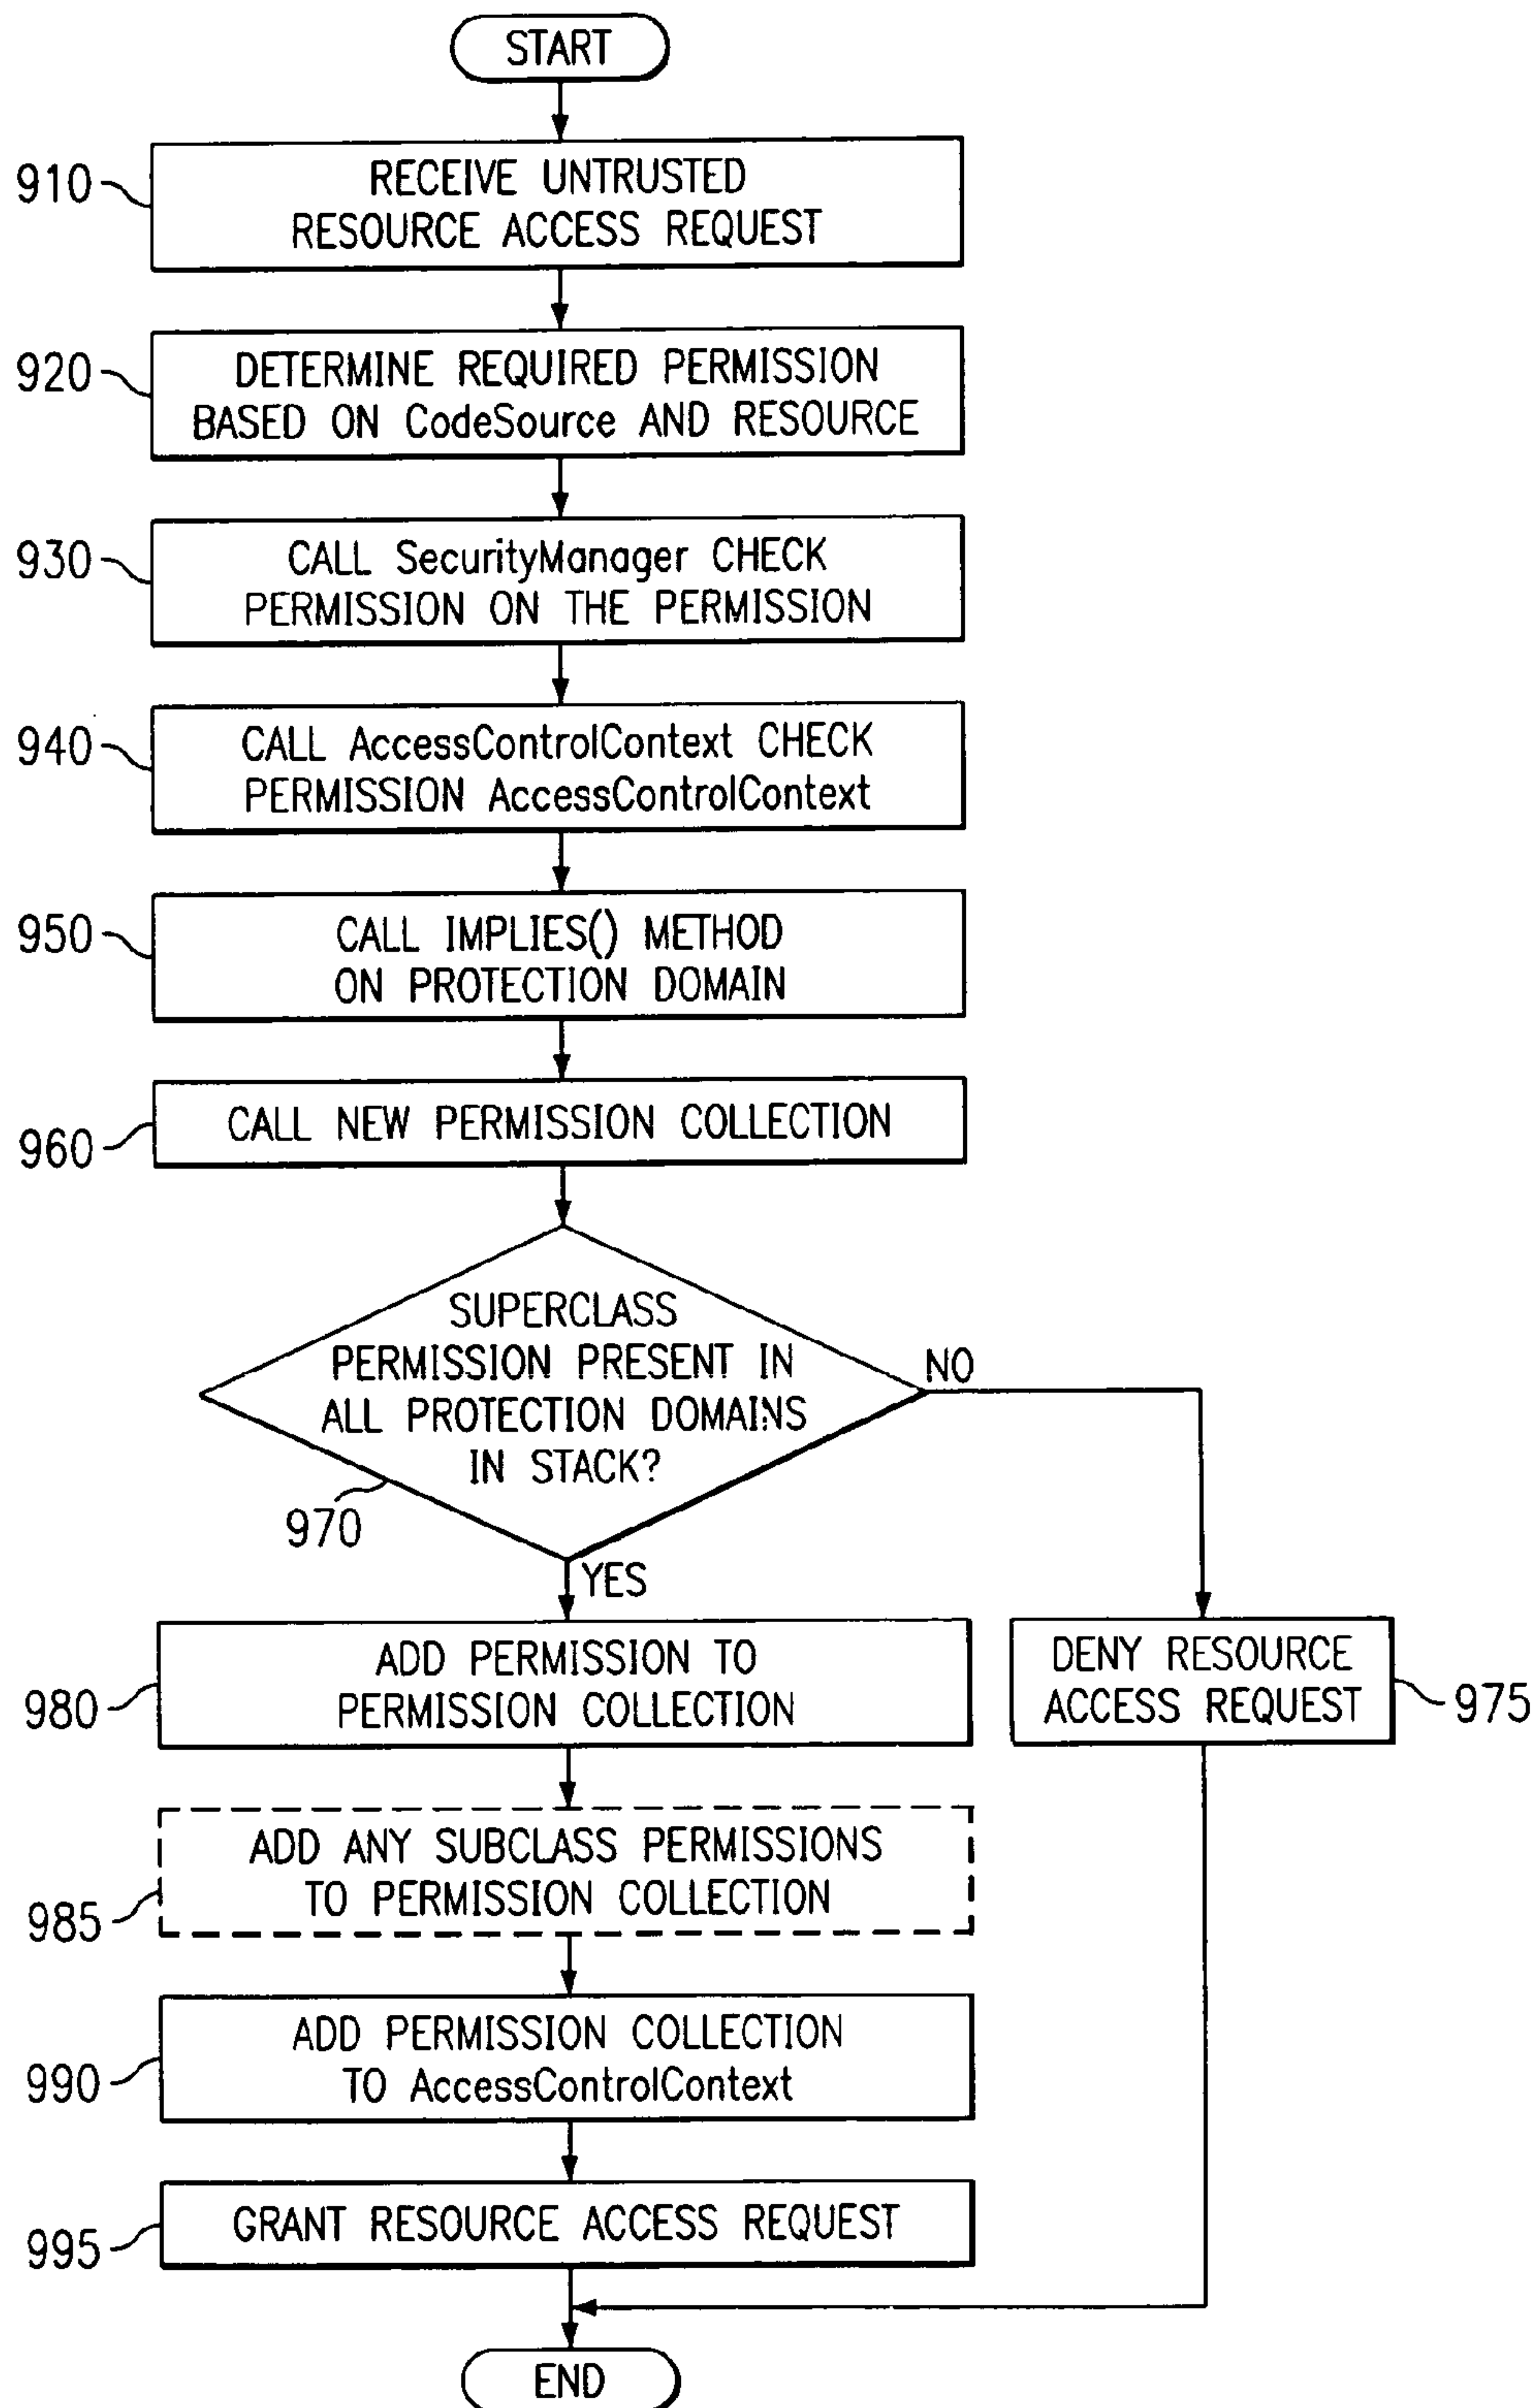 START
910
RECEIVE UNTRUSTED
RESOURCE ACCESS REQUEST
920
DETERMINE REQUIRED PERMISSION
BASED ON CodeSource AND RESOURCE
930
CALL SecurityManager CHECK
PERMISSION ON THE PERMISSION
940
CALL AccessControlContext CHECK
PERMISSION AccessControlContext
950
CALL IMPLIES() METHOD
ON PROTECTION DOMAIN
960
CALL NEW PERMISSION COLLECTION
SUPERCLASS
PERMISSION PRESENT IN
ALL PROTECTION DOMAINS
IN STACK?
970
NO
YES
980
ADD PERMISSION TO
PERMISSION COLLECTION
DENY RESOURCE
ACCESS REQUEST
975
985
ADD ANY SUBCLASS PERMISSIONS
TO PERMISSION COLLECTION
990
ADD PERMISSION COLLECTION
TO AccessControlContext
995
GRANT RESOURCE ACCESS REQUEST
END